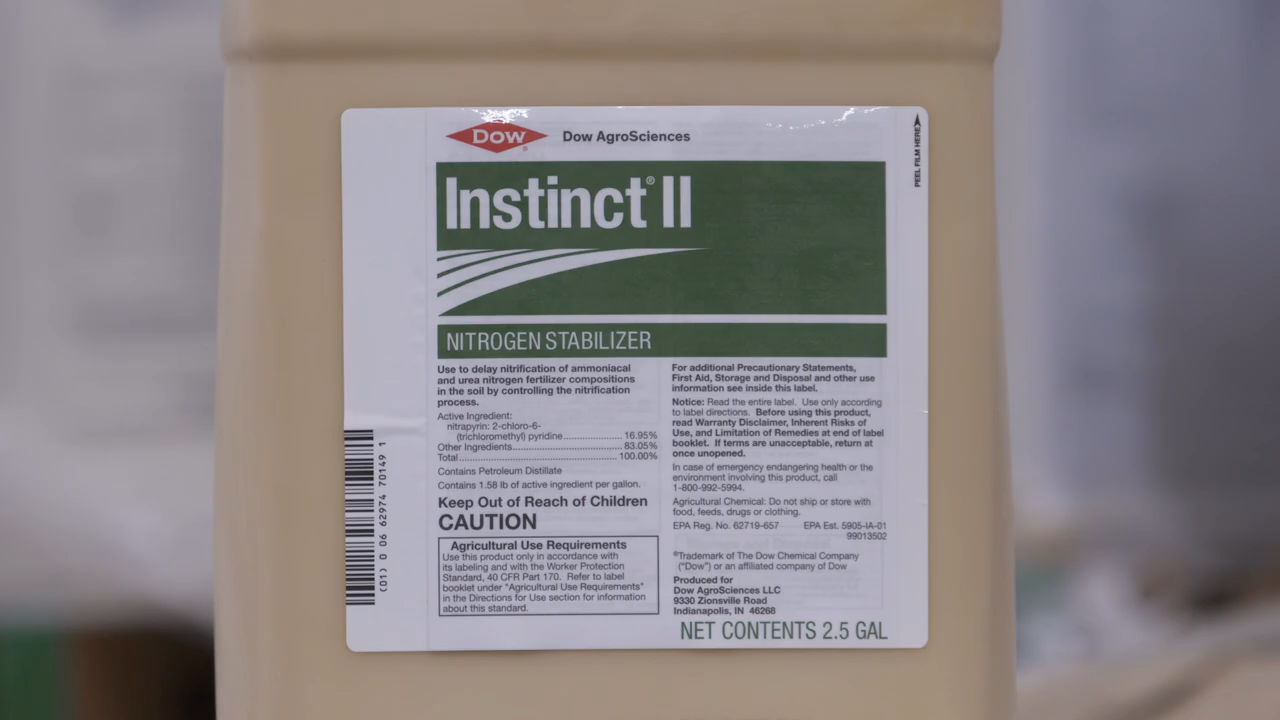 DOW®
Dow AgroSciences
PEEL FILM HERE
Instinct® II
NITROGEN STABILIZER
Use to delay nitrification of ammoniacal
and urea nitrogen fertilizer compositions
in the soil by controlling the nitrification
process.
Active Ingredient:
nitrapyrin: 2-chloro-6-
(trichloromethyl) pyridine.................... 16.95%
Other Ingredients..................................... 83.05%
Total........................................................ 100.00%
Contains Petroleum Distillate
Contains 1.58 lb of active ingredient per gallon.
Keep Out of Reach of Children
CAUTION
Agricultural Use Requirements
Use this product only in accordance with
its labeling and with the Worker Protection
Standard, 40 CFR Part 170. Refer to label
booklet under "Agricultural Use Requirements"
in the Directions for Use section for information
about this standard.
For additional Precautionary Statements,
First Aid, Storage and Disposal and other use
information see inside this label.
Notice: Read the entire label. Use only according
to label directions. Before using this product,
read Warranty Disclaimer, Inherent Risks of
Use, and Limitation of Remedies at end of label
booklet. If terms are unacceptable, return at
once unopened.
In case of emergency endangering health or the
environment involving this product, call
1-800-992-5994.
Agricultural Chemical: Do not ship or store with
food, feeds, drugs or clothing.
EPA Reg. No. 62719-657 EPA Est. 5905-IA-01
99013502
®Trademark of The Dow Chemical Company
("Dow") or an affiliated company of Dow
Produced for
Dow AgroSciences LLC
9330 Zionsville Road
Indianapolis, IN 46268
NET CONTENTS 2.5 GAL
(01) 0 06 62974 70149 1